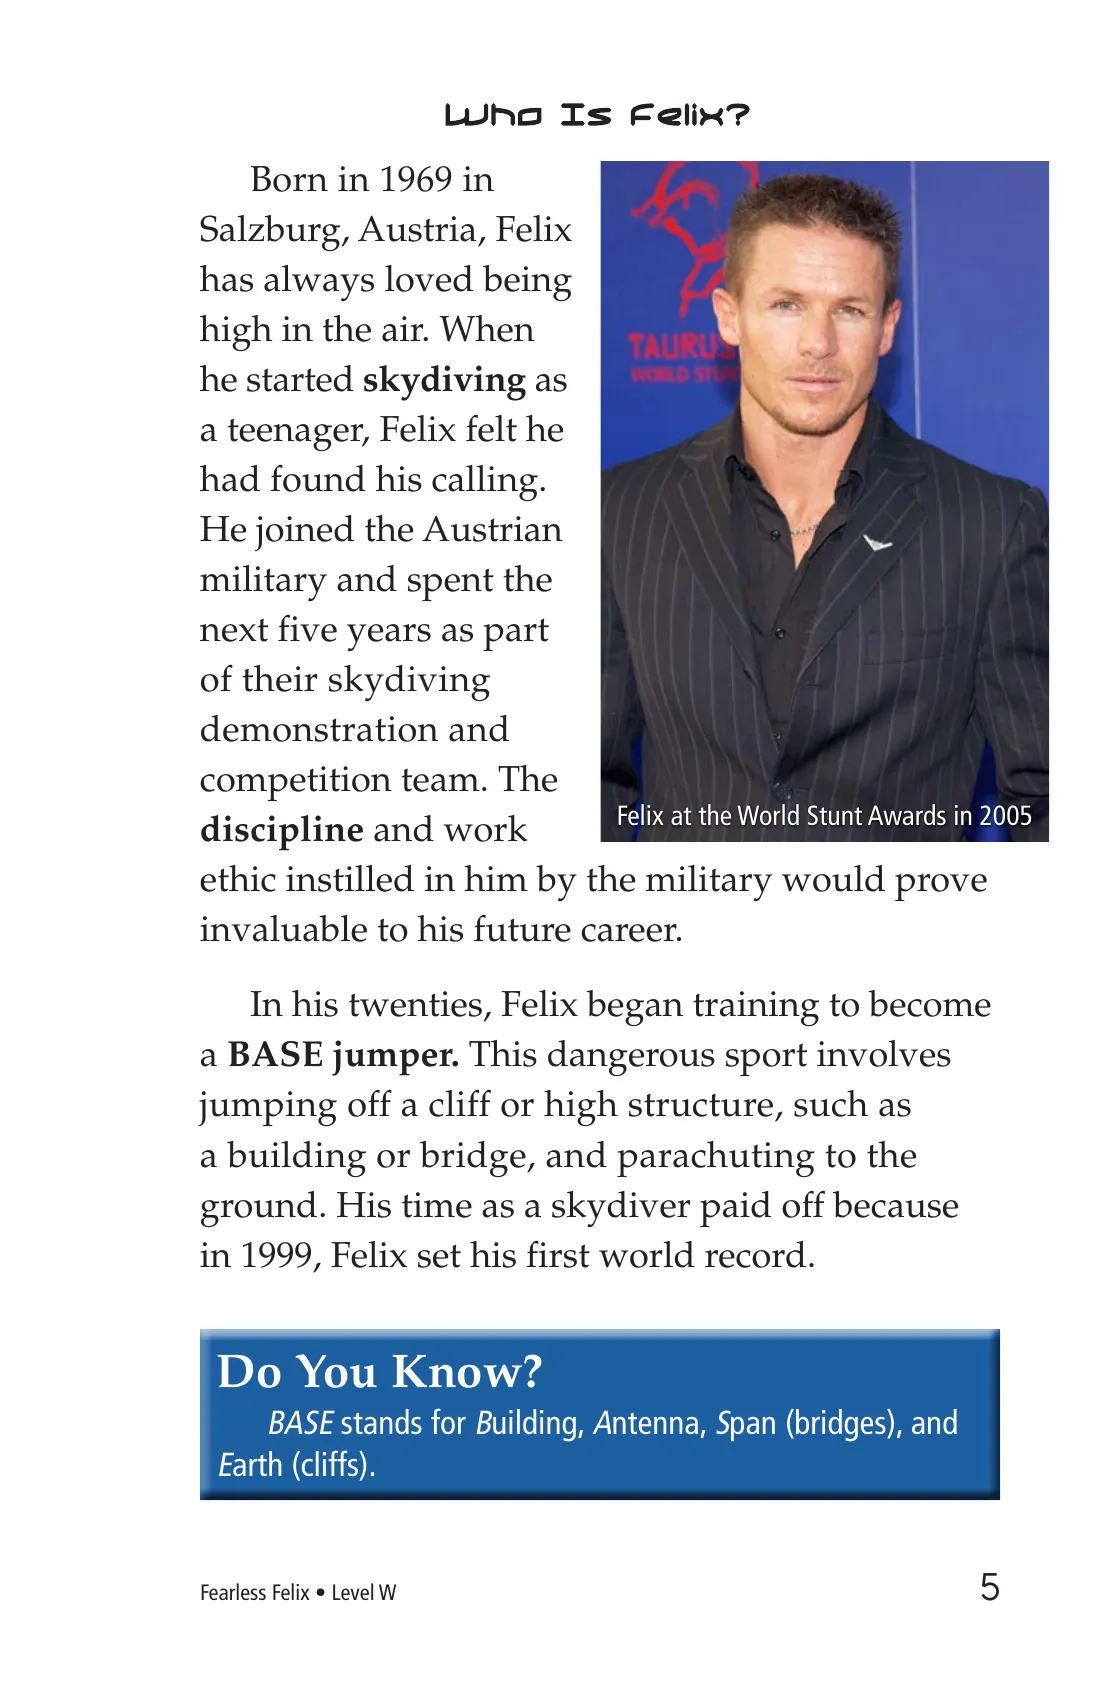 Who Is Felix?
Born in 1969 in
Salzburg, Austria, Felix
has always loved being
high in the air. When
he started skydiving as
a teenager, Felix felt he
had found his calling.
He joined the Austrian
military and spent the
next five years as part
of their skydiving
demonstration and
competition team. The
discipline and work
ethic instilled in him by the military would prove
invaluable to his future career.
TAURUS
WORLD STUNT
Felix at the World Stunt Awards in 2005
In his twenties, Felix began training to become
a BASE jumper. This dangerous sport involves
jumping off a cliff or high structure, such as
a building or bridge, and parachuting to the
ground. His time as a skydiver paid off because
in 1999, Felix set his first world record.
Do You Know?
BASE stands for Building, Antenna, Span (bridges), and
Earth (cliffs).
Fearless Felix • Level W
5